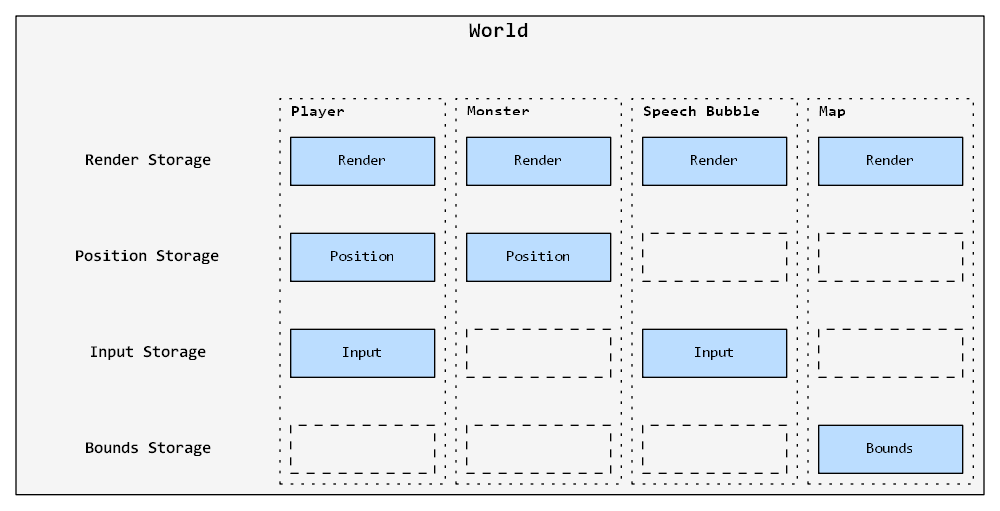 World
Player Monster Speech Bubble Map
Render Storage Render Render Render Render
Position Storage Position Position
Input Storage Input Input
Bounds Storage Bounds